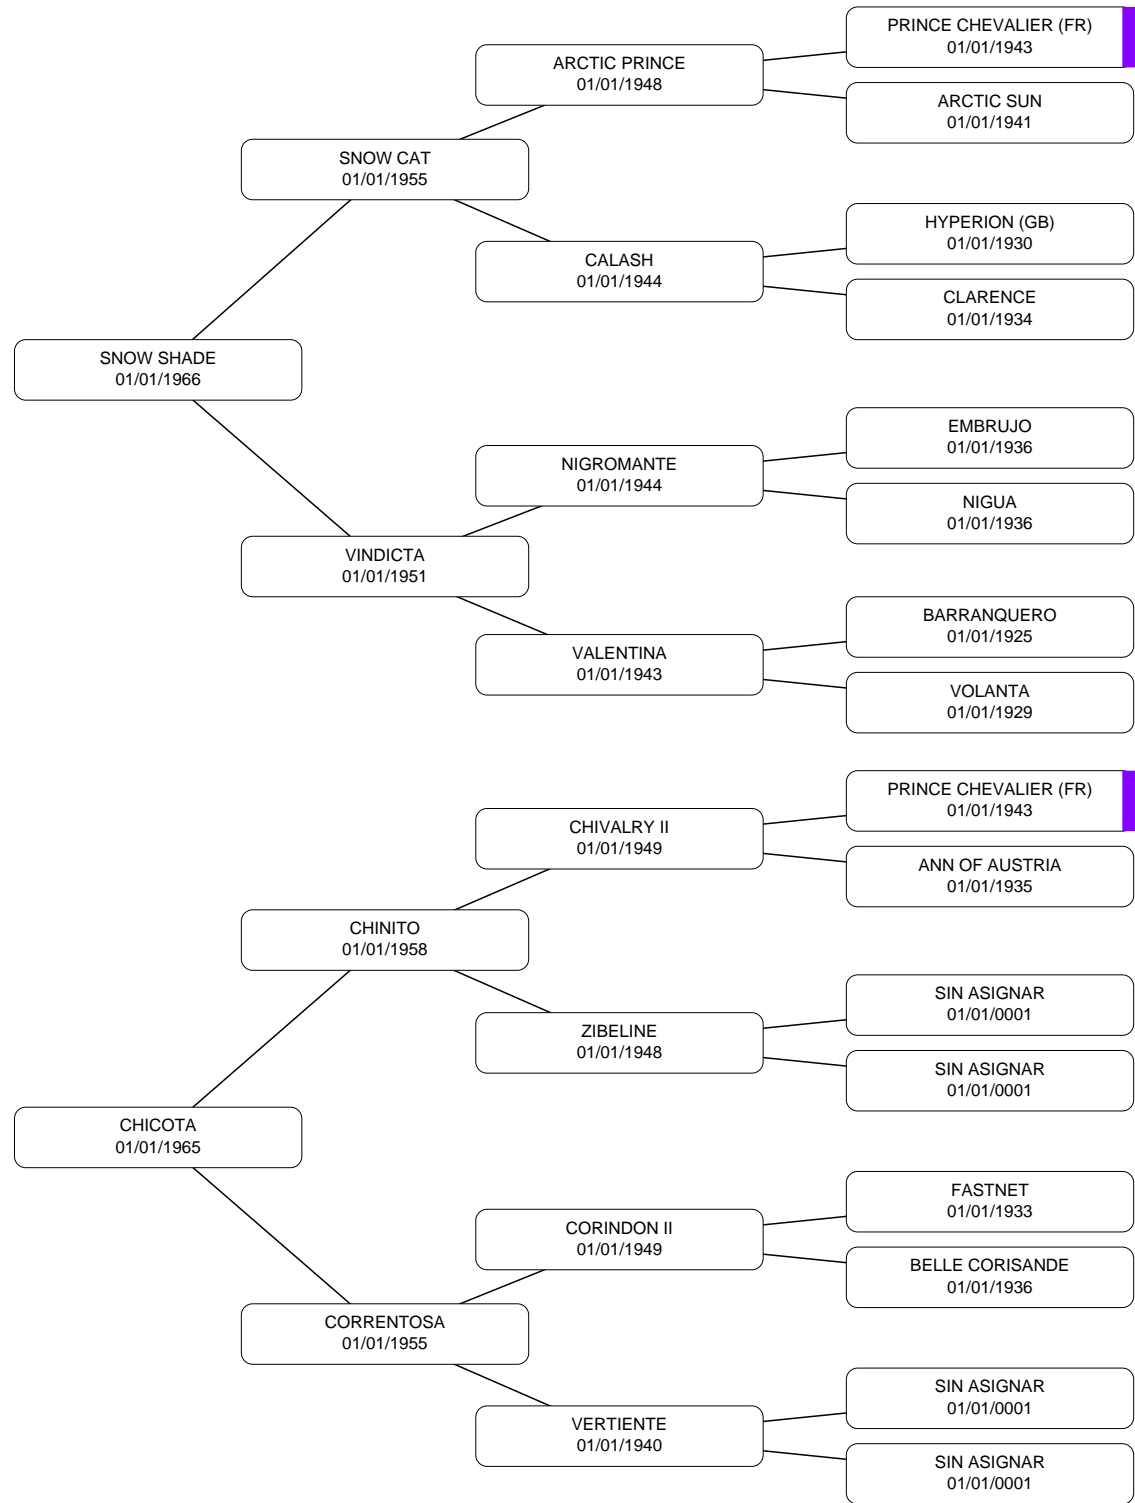 PRINCE CHEVALIER (FR)
01/01/1943
ARCTIC PRINCE
01/01/1948
ARCTIC SUN
01/01/1941
SNOW CAT
01/01/1955
HYPERION (GB)
01/01/1930
CALASH
01/01/1944
CLARENCE
01/01/1934
SNOW SHADE
01/01/1966
EMBRUJO
01/01/1936
NIGROMANTE
01/01/1944
NIGUA
01/01/1936
VINDICTA
01/01/1951
BARRANQUERO
01/01/1925
VALENTINA
01/01/1943
VOLANTA
01/01/1929
PRINCE CHEVALIER (FR)
01/01/1943
CHIVALRY II
01/01/1949
ANN OF AUSTRIA
01/01/1935
CHINITO
01/01/1958
SIN ASIGNAR
01/01/0001
ZIBELINE
01/01/1948
SIN ASIGNAR
01/01/0001
CHICOTA
01/01/1965
FASTNET
01/01/1933
CORINDON II
01/01/1949
BELLE CORISANDE
01/01/1936
CORRENTOSA
01/01/1955
SIN ASIGNAR
01/01/0001
VERTIENTE
01/01/1940
SIN ASIGNAR
01/01/0001